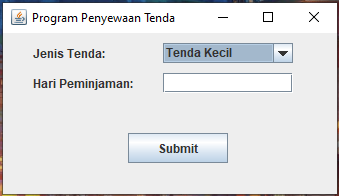 Program Penyewaan Tenda
Jenis Tenda: Tenda Kecil
Hari Peminjaman:
Submit